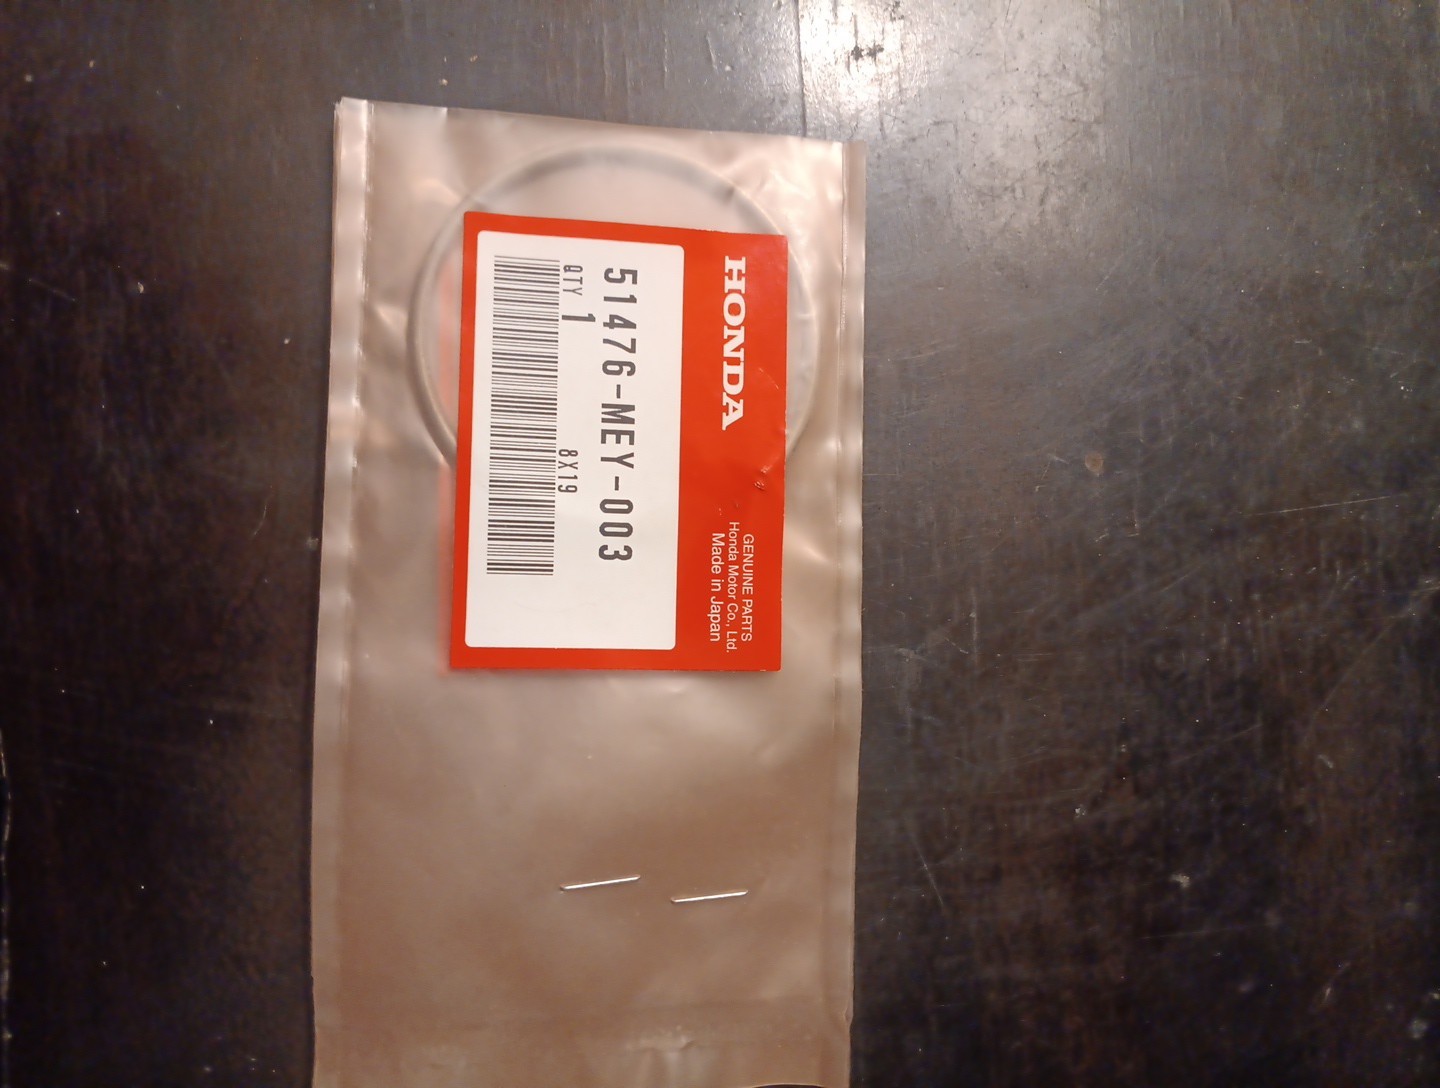 HONDA
GENUINE PARTS
Honda Motor Co., Ltd.
Made in Japan
51476-MEY-003
QTY 1 8X19